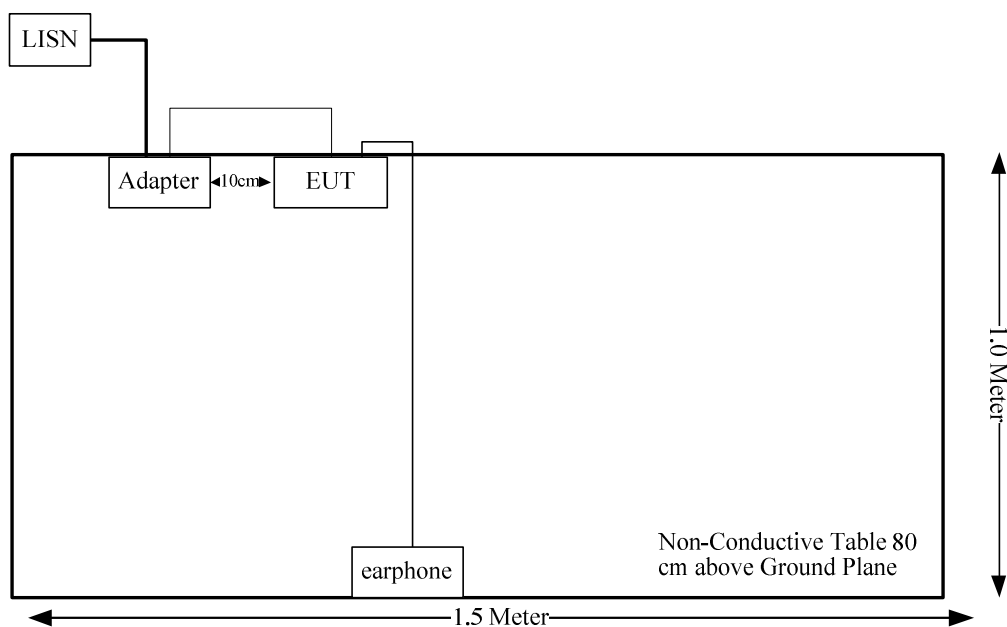 LISN
Adapter
10cm
EUT
1.0 Meter
earphone
Non-Conductive Table 80
cm above Ground Plane
1.5 Meter